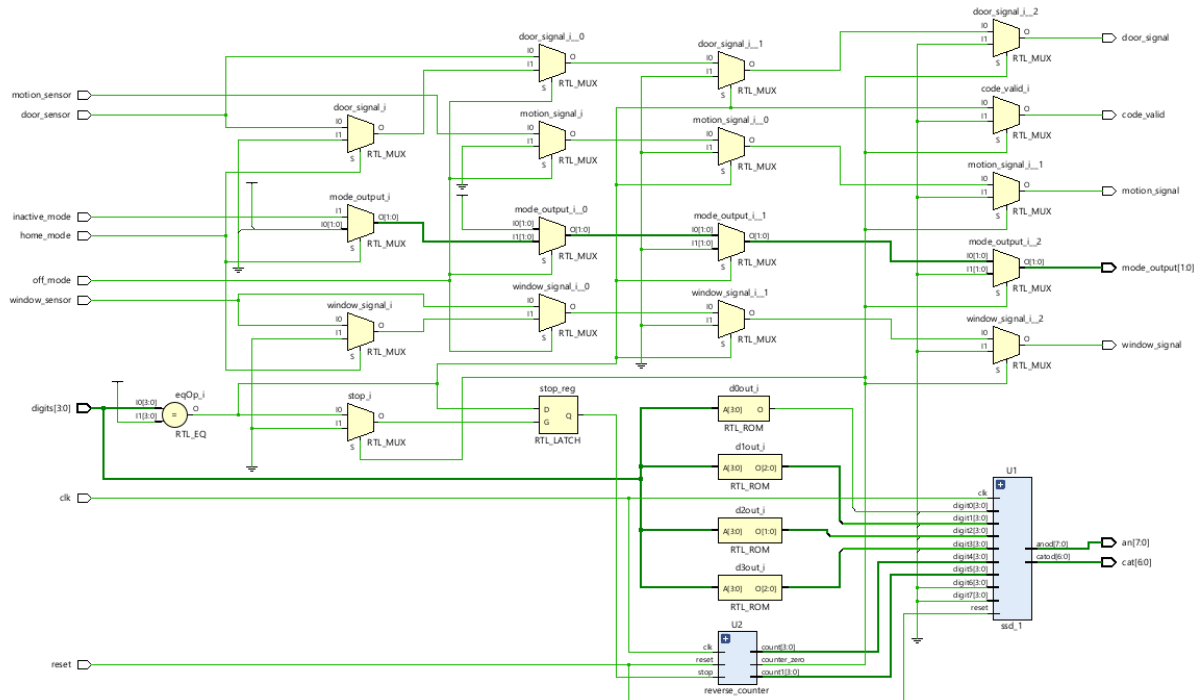 door_signal_i__2
I0
I1
O
S
RTL_MUX
door_signal
door_signal_i__0
I0
I1
O
S
RTL_MUX
door_signal_i__1
I0
I1
O
S
RTL_MUX
motion_sensor
door_sensor
code_valid_i
I0
I1
O
S
RTL_MUX
code_valid
door_signal_i
I0
I1
O
S
RTL_MUX
motion_signal_i
I0
I1
O
S
RTL_MUX
motion_signal_i__0
I0
I1
O
S
RTL_MUX
motion_signal_i__1
I0
I1
O
S
RTL_MUX
motion_signal
inactive_mode
home_mode
mode_output_i
I1
I0[1:0]
O[1:0]
S
RTL_MUX
mode_output_i__0
I0[1:0]
I1[1:0]
O[1:0]
S
RTL_MUX
mode_output_i__1
I0[1:0]
I1[1:0]
O[1:0]
S
RTL_MUX
mode_output_i__2
I0[1:0]
I1[1:0]
O[1:0]
S
RTL_MUX
mode_output[1:0]
off_mode
window_sensor
window_signal_i
I0
I1
O
S
RTL_MUX
window_signal_i__0
I0
I1
O
S
RTL_MUX
window_signal_i__1
I0
I1
O
S
RTL_MUX
window_signal_i__2
I0
I1
O
S
RTL_MUX
window_signal
digits[3:0]
eqOp_i
I0[3:0]
I1[3:0]
=
O
RTL_EQ
stop_i
I0
I1
O
S
RTL_MUX
stop_reg
D
G
Q
RTL_LATCH
d0out_i
A[3:0]
O
RTL_ROM
d1out_i
A[3:0]
O[2:0]
RTL_ROM
d2out_i
A[3:0]
O[1:0]
RTL_ROM
d3out_i
A[3:0]
O[2:0]
RTL_ROM
clk
U1
clk
digit0[3:0]
digit1[3:0]
digit2[3:0]
digit3[3:0]
digit4[3:0]
digit5[3:0]
digit6[3:0]
digit7[3:0]
reset
anod[7:0]
catod[6:0]
ssd_1
an[7:0]
cat[6:0]
reset
U2
clk
reset
stop
count[3:0]
counter_zero
count1[3:0]
reverse_counter